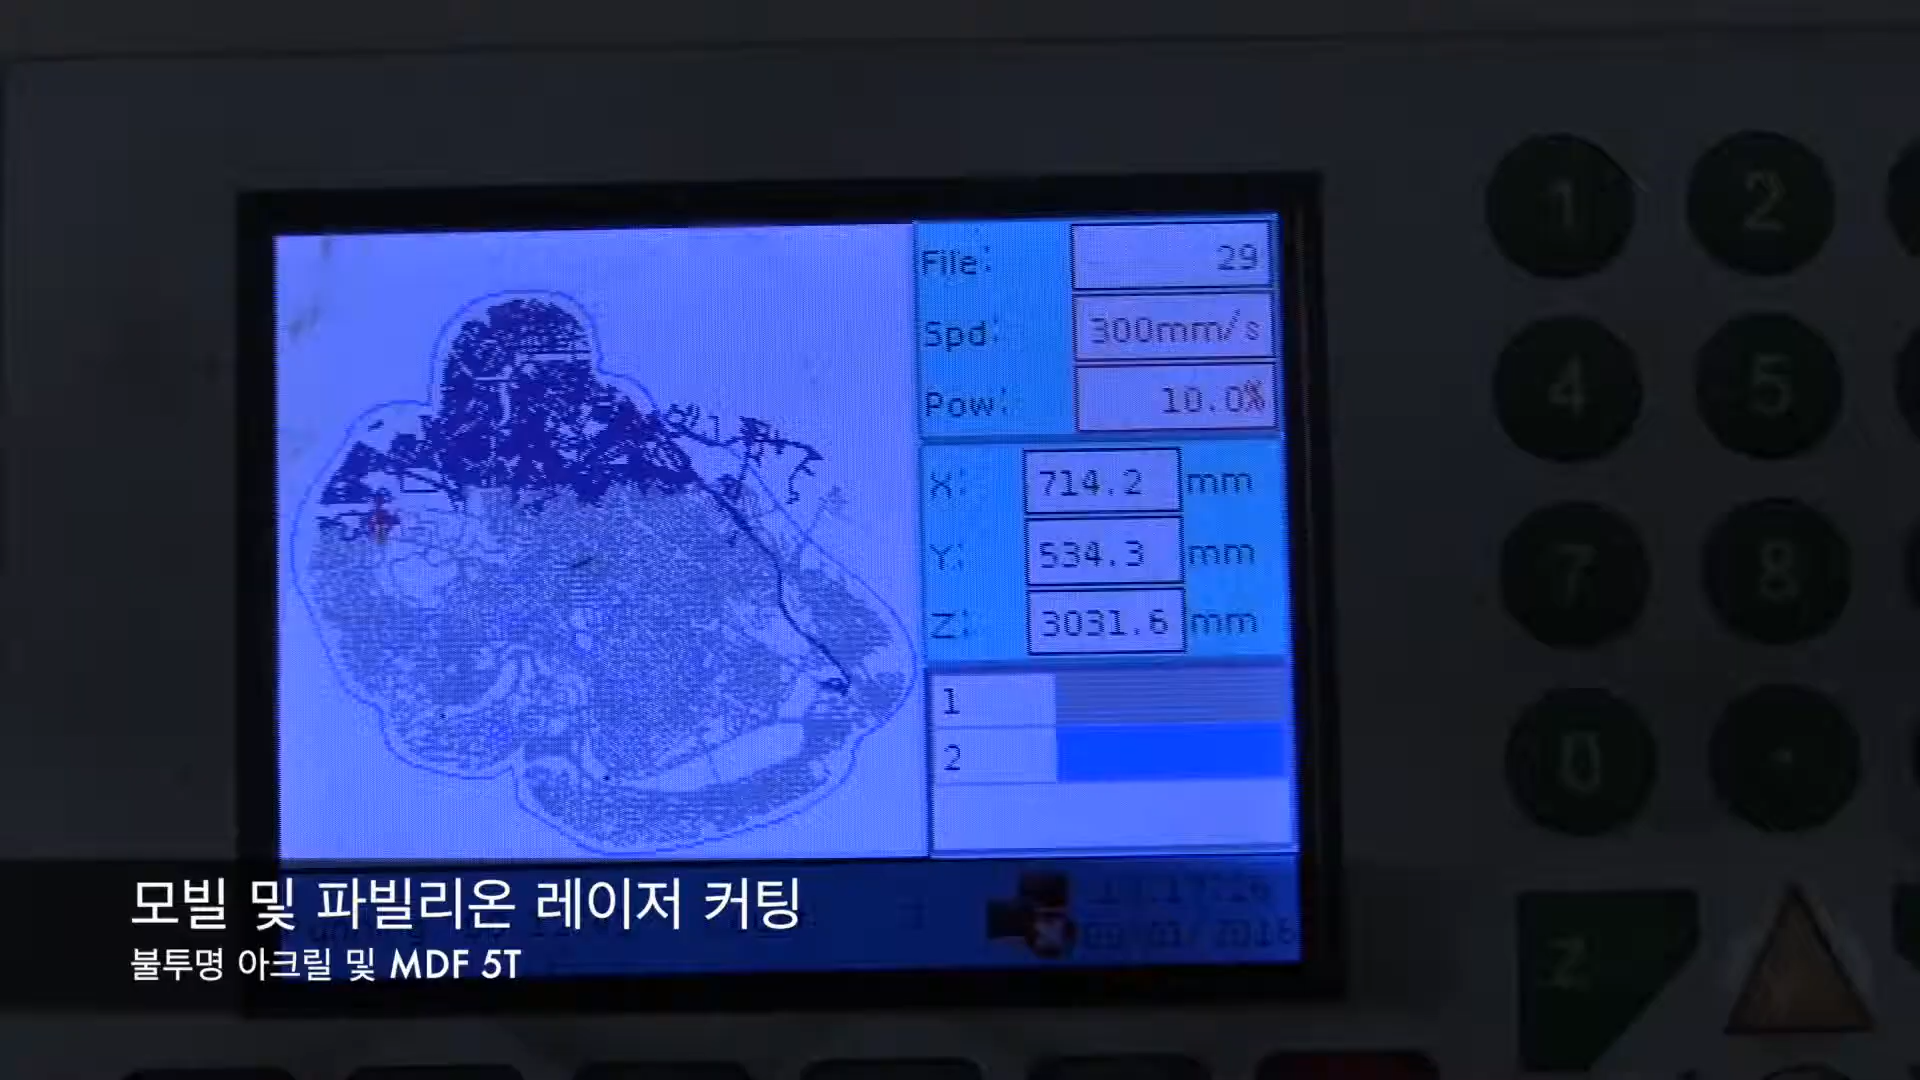 File: 29
Spd: 300mm/s
Pow: 10.0%
X: 714.2 mm
Y: 534.3 mm
Z: 3031.6 mm
1
2
1 2
4 5
7 8
0
Z
모빌 및 파빌리온 레이저 커팅
불투명 아크릴 및 MDF 5T